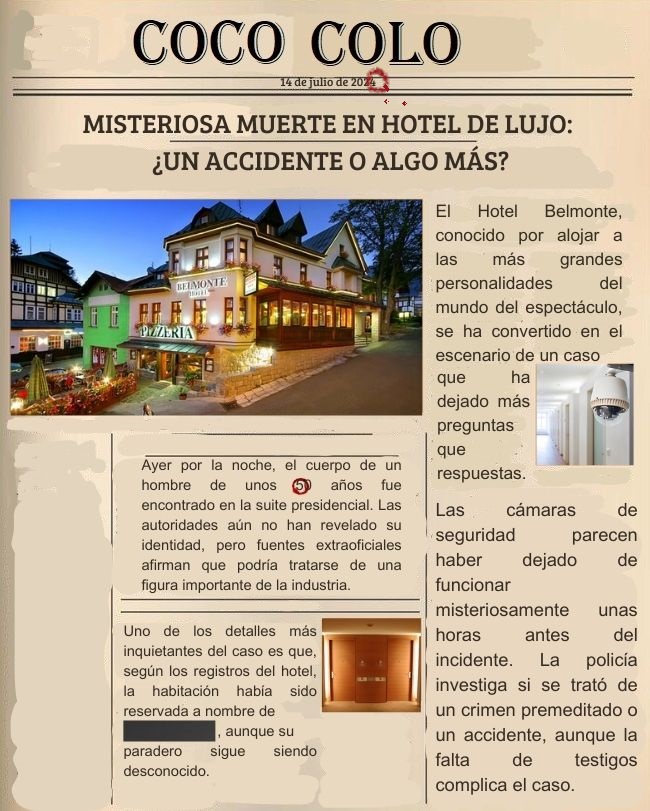 COCO COLO
14 de julio de 2024
MISTERIOSA MUERTE EN HOTEL DE LUJO:
¿UN ACCIDENTE O ALGO MÁS?
BELMONTE
HOTEL
PIZZERIA
El Hotel Belmonte,
conocido por alojar a
las más grandes
personalidades del
mundo del espectáculo,
se ha convertido en el
escenario de un caso
que ha
dejado más
preguntas
que
respuestas.
Las cámaras de
seguridad parecen
haber dejado de
funcionar
misteriosamente unas
horas antes del
incidente. La policía
investiga si se trató de
un crimen premeditado o
un accidente, aunque la
falta de testigos
complica el caso.
Ayer por la noche, el cuerpo de un
hombre de unos 50 años fue
encontrado en la suite presidencial. Las
autoridades aún no han revelado su
identidad, pero fuentes extraoficiales
afirman que podría tratarse de una
figura importante de la industria.
Uno de los detalles más
inquietantes del caso es que,
según los registros del hotel,
la habitación había sido
reservada a nombre de
, aunque su
paradero sigue siendo
desconocido.